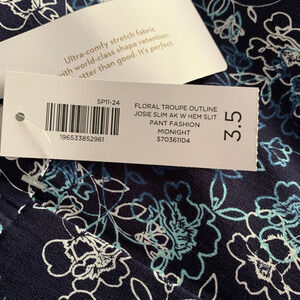 Ultra-comfy stretch fabric
with world-class shape retention.
better than good. It's perfect.
SP11-24
196533852961
FLORAL TROUPE OUTLINE
JOSIE SLIM AK W HEM SLIT
PANT FASHION
MIDNIGHT
570361104
3.5